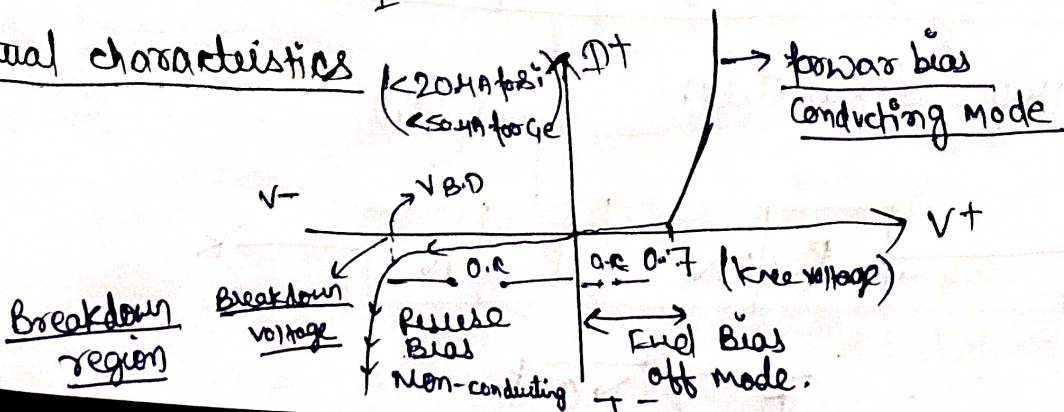 ual characteristics
<20μA for Si
<50μA for Ge
I+
→ forwar bias
Conducting Mode
V-
VB.D
V+
O.C
O.C
0.7
(Knee voltage)
Breakdown
region
Breakdown
voltage
Reverse
Bias
Non-conducting
Fwd Bias
off mode.
I-